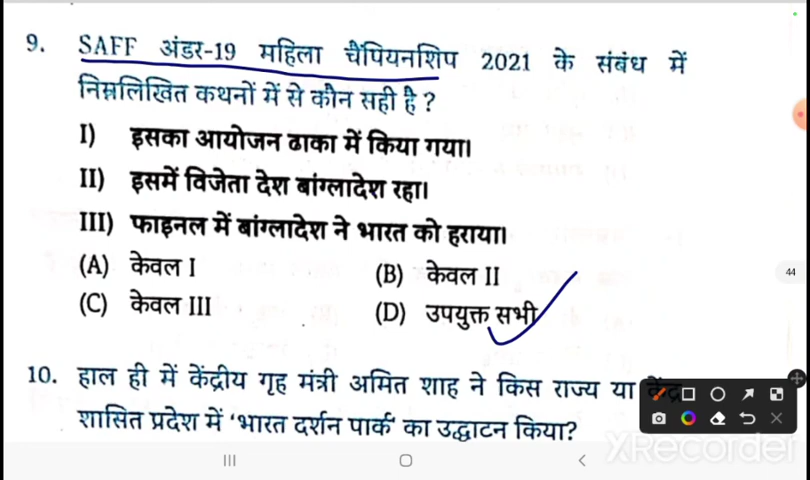 9. SAFF अंडर-19 महिला चैंपियनशिप 2021 के संबंध में
निम्नलिखित कथनों में से कौन सही है ?
I) इसका आयोजन ढाका में किया गया।
II) इसमें विजेता देश बांग्लादेश रहा।
III) फाइनल में बांग्लादेश ने भारत को हराया।
(A) केवल I (B) केवल II
(C) केवल III (D) उपयुक्त सभी
44
10. हाल ही में केंद्रीय गृह मंत्री अमित शाह ने किस राज्य या केंद्र
शासित प्रदेश में ‘भारत दर्शन पार्क‘ का उद्घाटन किया?
XRecorder